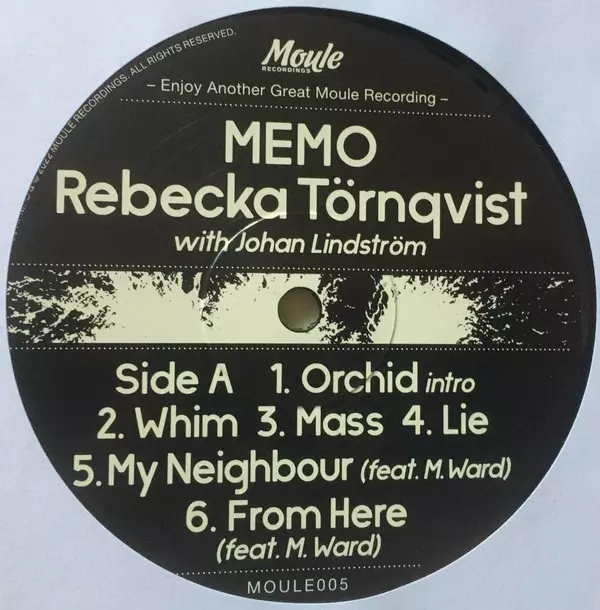 © 2022 MOULE RECORDINGS. ALL RIGHTS RESERVED.
Moule
RECORDINGS
– Enjoy Another Great Moule Recording –
MEMO
Rebecka Törnqvist
with Johan Lindström
Side A 1. Orchid intro
2. Whim 3. Mass 4. Lie
5. My Neighbour (feat. M. Ward)
6. From Here
(feat. M. Ward)
MOULE005